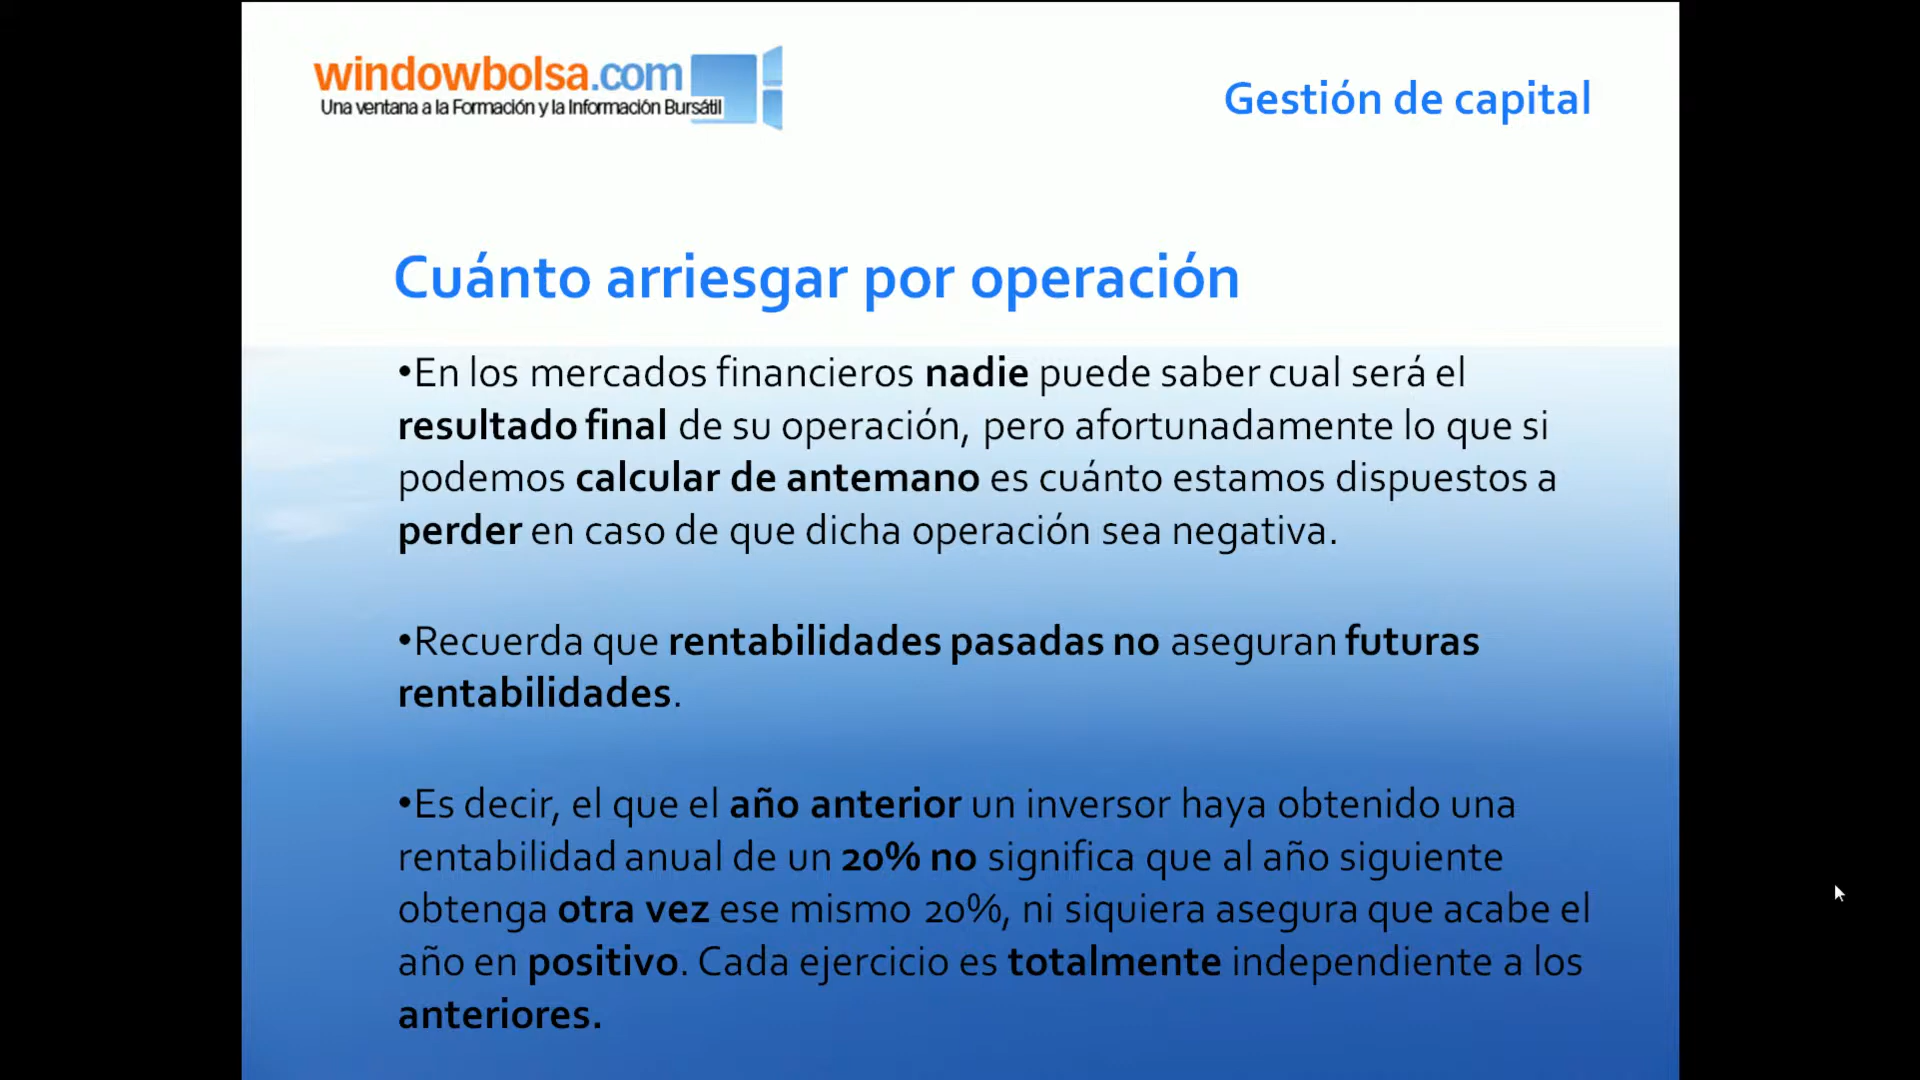 windowbolsa.com
Una ventana a la Formación y la Información Bursátil
Gestión de capital
Cuánto arriesgar por operación
•En los mercados financieros nadie puede saber cual será el
resultado final de su operación, pero afortunadamente lo que si
podemos calcular de antemano es cuánto estamos dispuestos a
perder en caso de que dicha operación sea negativa.
•Recuerda que rentabilidades pasadas no aseguran futuras
rentabilidades.
•Es decir, el que el año anterior un inversor haya obtenido una
rentabilidad anual de un 20% no significa que al año siguiente
obtenga otra vez ese mismo 20%, ni siquiera asegura que acabe el
año en positivo. Cada ejercicio es totalmente independiente a los
anteriores.